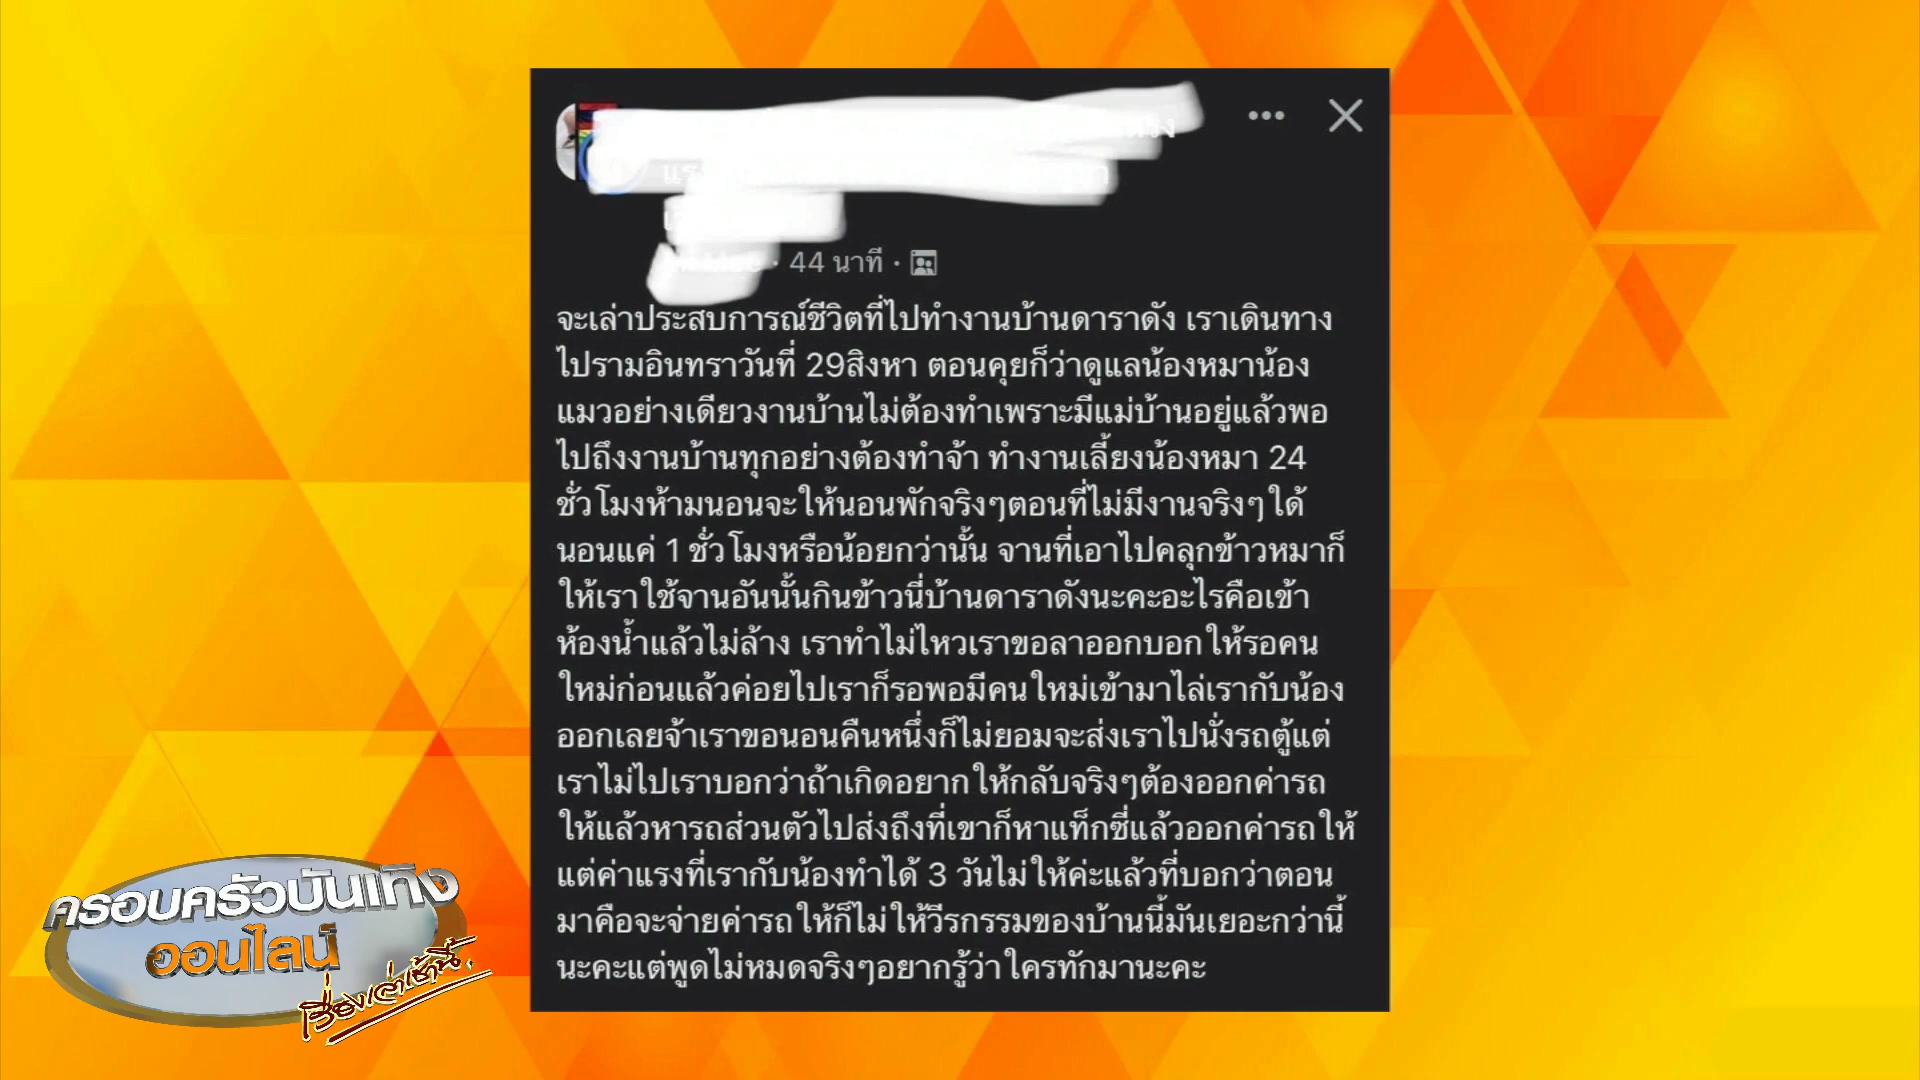 44 นาที
จะเล่าประสบการณ์ชีวิตที่ไปทำงานบ้านดาราดัง เราเดินทาง
ไปรามอินทราวันที่ 29สิงหา ตอนคุยก็ว่าดูแลน้องหมาน้อง
แมวอย่างเดียวงานบ้านไม่ต้องทำเพราะมีแม่บ้านอยู่แล้วพอ
ไปถึงงานบ้านทุกอย่างต้องทำจ้า ทำงานเลี้ยงน้องหมา 24
ชั่วโมงห้ามนอนจะให้นอนพักจริงๆตอนที่ไม่มีงานจริงๆใด้
นอนแค่ 1 ชั่วโมงหรือน้อยกว่านั้น จานที่เอาไปคลุกข้าวหมาก็
ให้เราใช้จานอันนั้นกินข้าวนี่บ้านดาราดังนะคะอะไรคือเข้า
ห้องน้ำแล้วไม่ล้าง เราทำไม่ไหวเราขอลาออกบอกให้รอคน
ใหม่ก่อนแล้วค่อยไปเราก็รอพอมีคนใหม่เข้ามาไล่เรากับน้อง
ออกเลยจ้าเราขอนอนคืนหนึ่งก็ไม่ยอมจะส่งเราไปนั่งรถตู้แต่
เราไม่ไปเราบอกว่าถ้าเกิดอยากให้กลับจริงๆต้องออกค่ารถ
ให้แล้วหารถส่วนตัวไปส่งถึงที่เขาก็หาแท็กซี่แล้วออกค่ารถให้
แต่ค่าแรงที่เรากับน้องทำได้ 3 วันไม่ให้ค่ะแล้วที่บอกว่าตอน
มาคือจะจ่ายค่ารถให้ก็ไม่ให้วีรกรรมของบ้านนี้มันเยอะกว่านี้
นะคะแต่พูดไม่หมดจริงๆอยากรู้ว่าใครทักมานะคะ
ครอบครัวบันเทิง
ออนไลน์
เรื่องเล่าเช้านี้